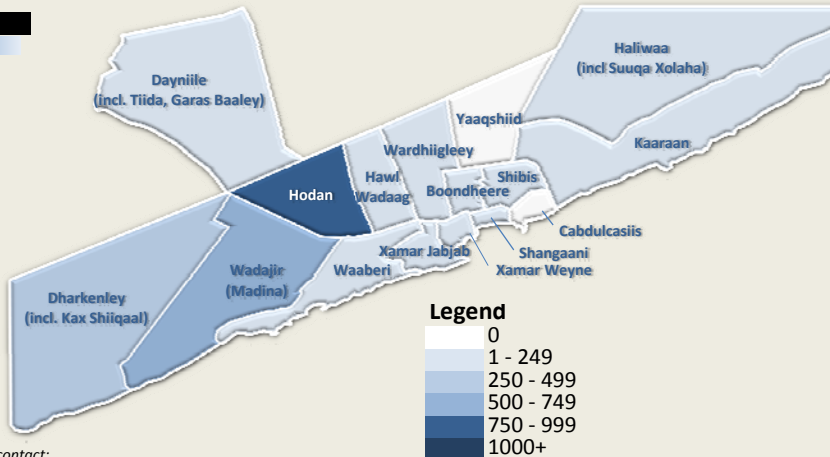 Haliwaa
(incl Suuqa Xolaha)
Dayniile
(incl. Tiida, Garas Baaley)
Yaaqshiid
Kaaraan
Wardhiigleey
Hawl
Wadaag
Shibis
Boondheere
Hodan
Cabdulcasiis
Xamar Jabjab
Shangaani
Waaberi
Xamar Weyne
Wadajir
(Madina)
Dharkenley
(incl. Kax Shiiqaal)
Legend
0
1 - 249
250 - 499
500 - 749
750 - 999
1000+
contact: